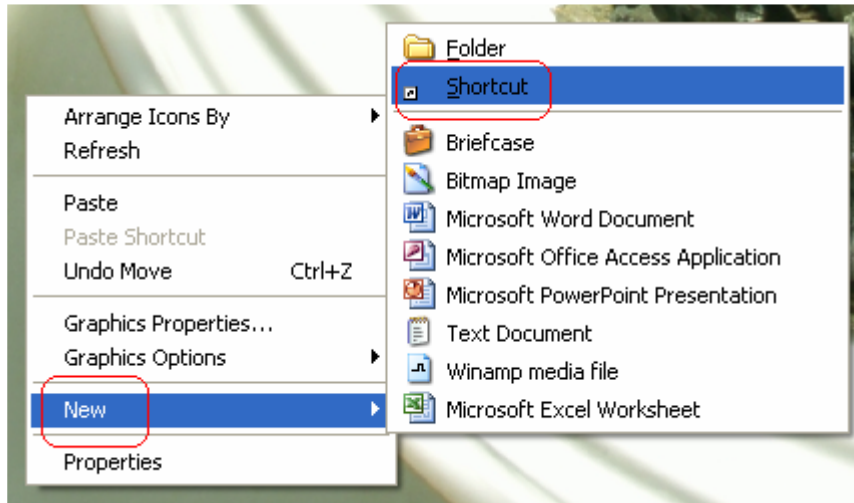 Arrange Icons By
Refresh
Paste
Paste Shortcut
Undo Move Ctrl+Z
Graphics Properties...
Graphics Options
New
Properties
Folder
Shortcut
Briefcase
Bitmap Image
Microsoft Word Document
Microsoft Office Access Application
Microsoft PowerPoint Presentation
Text Document
Winamp media file
Microsoft Excel Worksheet